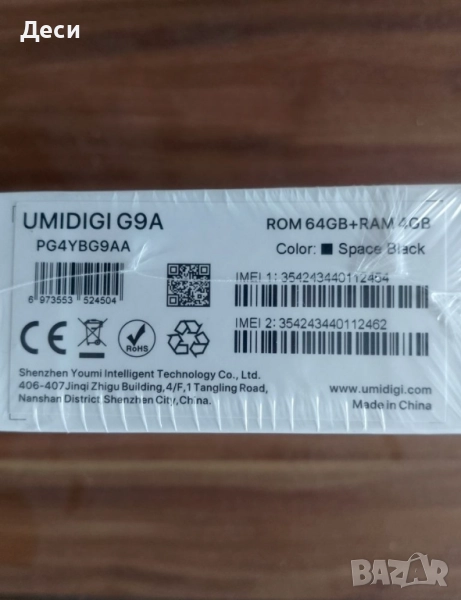 Деси
UMIDIGI G9A
PG4YBG9AA
ROM 64GB+RAM 4GB
Color: Space Black
6 973553 524504
IMEI 1: 354243440112454
IMEI 2: 354243440112462
CE
RoHS
Shenzhen Youmi Intelligent Technology Co., Ltd.
406-407Jinqi Zhigu Building,4/F,1 Tangling Road,
Nanshan District Shenzhen City,China.
www.umidigi.com
Made in China
BAZAR